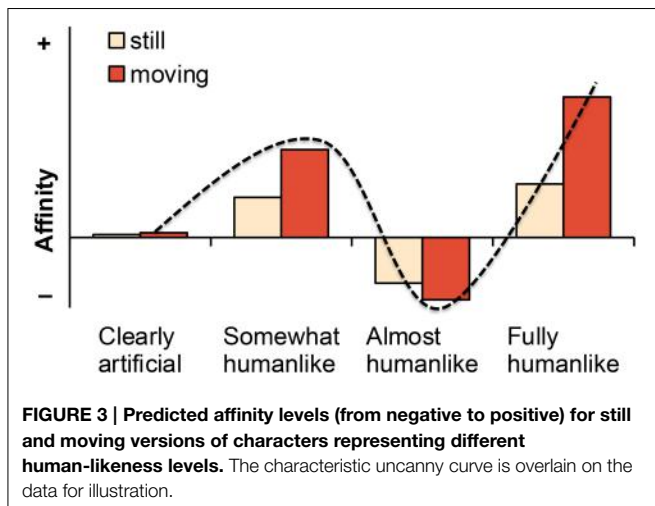 +
still
moving
Affinity
–
Clearly artificial
Somewhat humanlike
Almost humanlike
Fully humanlike
FIGURE 3 | Predicted affinity levels (from negative to positive) for still
and moving versions of characters representing different
human-likeness levels. The characteristic uncanny curve is overlain on the
data for illustration.